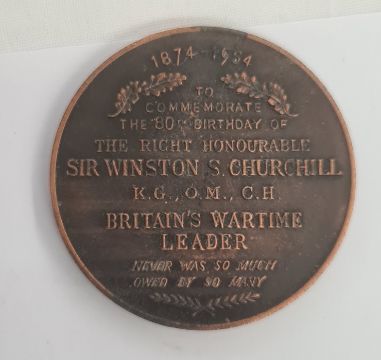 1874-1954
TO
COMMEMORATE
THE 80TH BIRTHDAY OF
THE RIGHT HONOURABLE
SIR WINSTON S. CHURCHILL
K.G., O.M., C.H
BRITAIN'S WARTIME
LEADER
NEVER WAS SO MUCH
OWED BY SO MANY